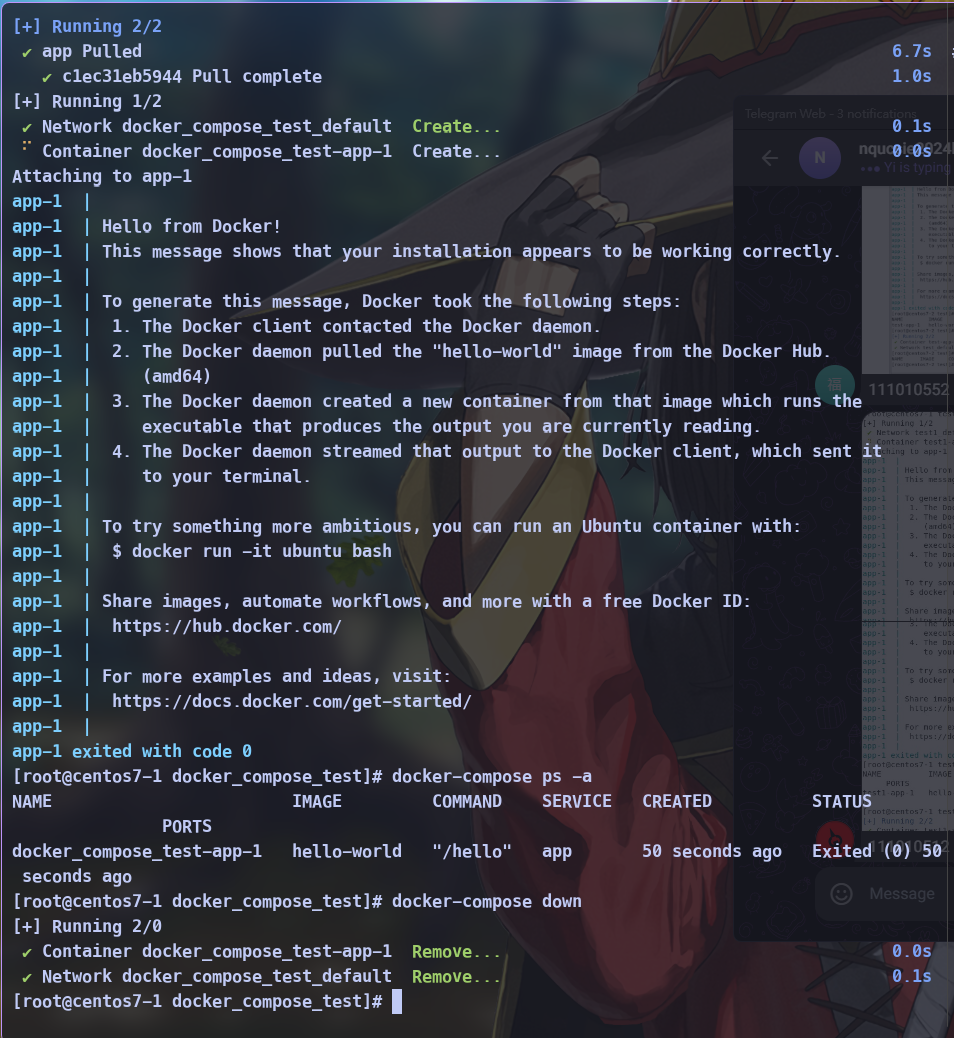 [+] Running 2/2
✔ app Pulled 6.7s
✔ c1ec31eb5944 Pull complete 1.0s
[+] Running 1/2
✔ Network docker_compose_test_default Create... 0.1s
⠋ Container docker_compose_test-app-1 Create... 0.0s
Attaching to app-1
app-1 |
app-1 | Hello from Docker!
app-1 | This message shows that your installation appears to be working correctly.
app-1 |
app-1 | To generate this message, Docker took the following steps:
app-1 | 1. The Docker client contacted the Docker daemon.
app-1 | 2. The Docker daemon pulled the "hello-world" image from the Docker Hub.
app-1 | (amd64)
app-1 | 3. The Docker daemon created a new container from that image which runs the
app-1 | executable that produces the output you are currently reading.
app-1 | 4. The Docker daemon streamed that output to the Docker client, which sent it
app-1 | to your terminal.
app-1 |
app-1 | To try something more ambitious, you can run an Ubuntu container with:
app-1 | $ docker run -it ubuntu bash
app-1 |
app-1 | Share images, automate workflows, and more with a free Docker ID:
app-1 | https://hub.docker.com/
app-1 |
app-1 | For more examples and ideas, visit:
app-1 | https://docs.docker.com/get-started/
app-1 |
app-1 exited with code 0
[root@centos7-1 docker_compose_test]# docker-compose ps -a
NAME IMAGE COMMAND SERVICE CREATED STATUS
PORTS
docker_compose_test-app-1 hello-world "/hello" app 50 seconds ago Exited (0) 50
seconds ago
[root@centos7-1 docker_compose_test]# docker-compose down
[+] Running 2/0
✔ Container docker_compose_test-app-1 Remove... 0.0s
✔ Network docker_compose_test_default Remove... 0.1s
[root@centos7-1 docker_compose_test]#
Telegram Web - 3 notifications
N
Yi is typing
福
111010552
Message